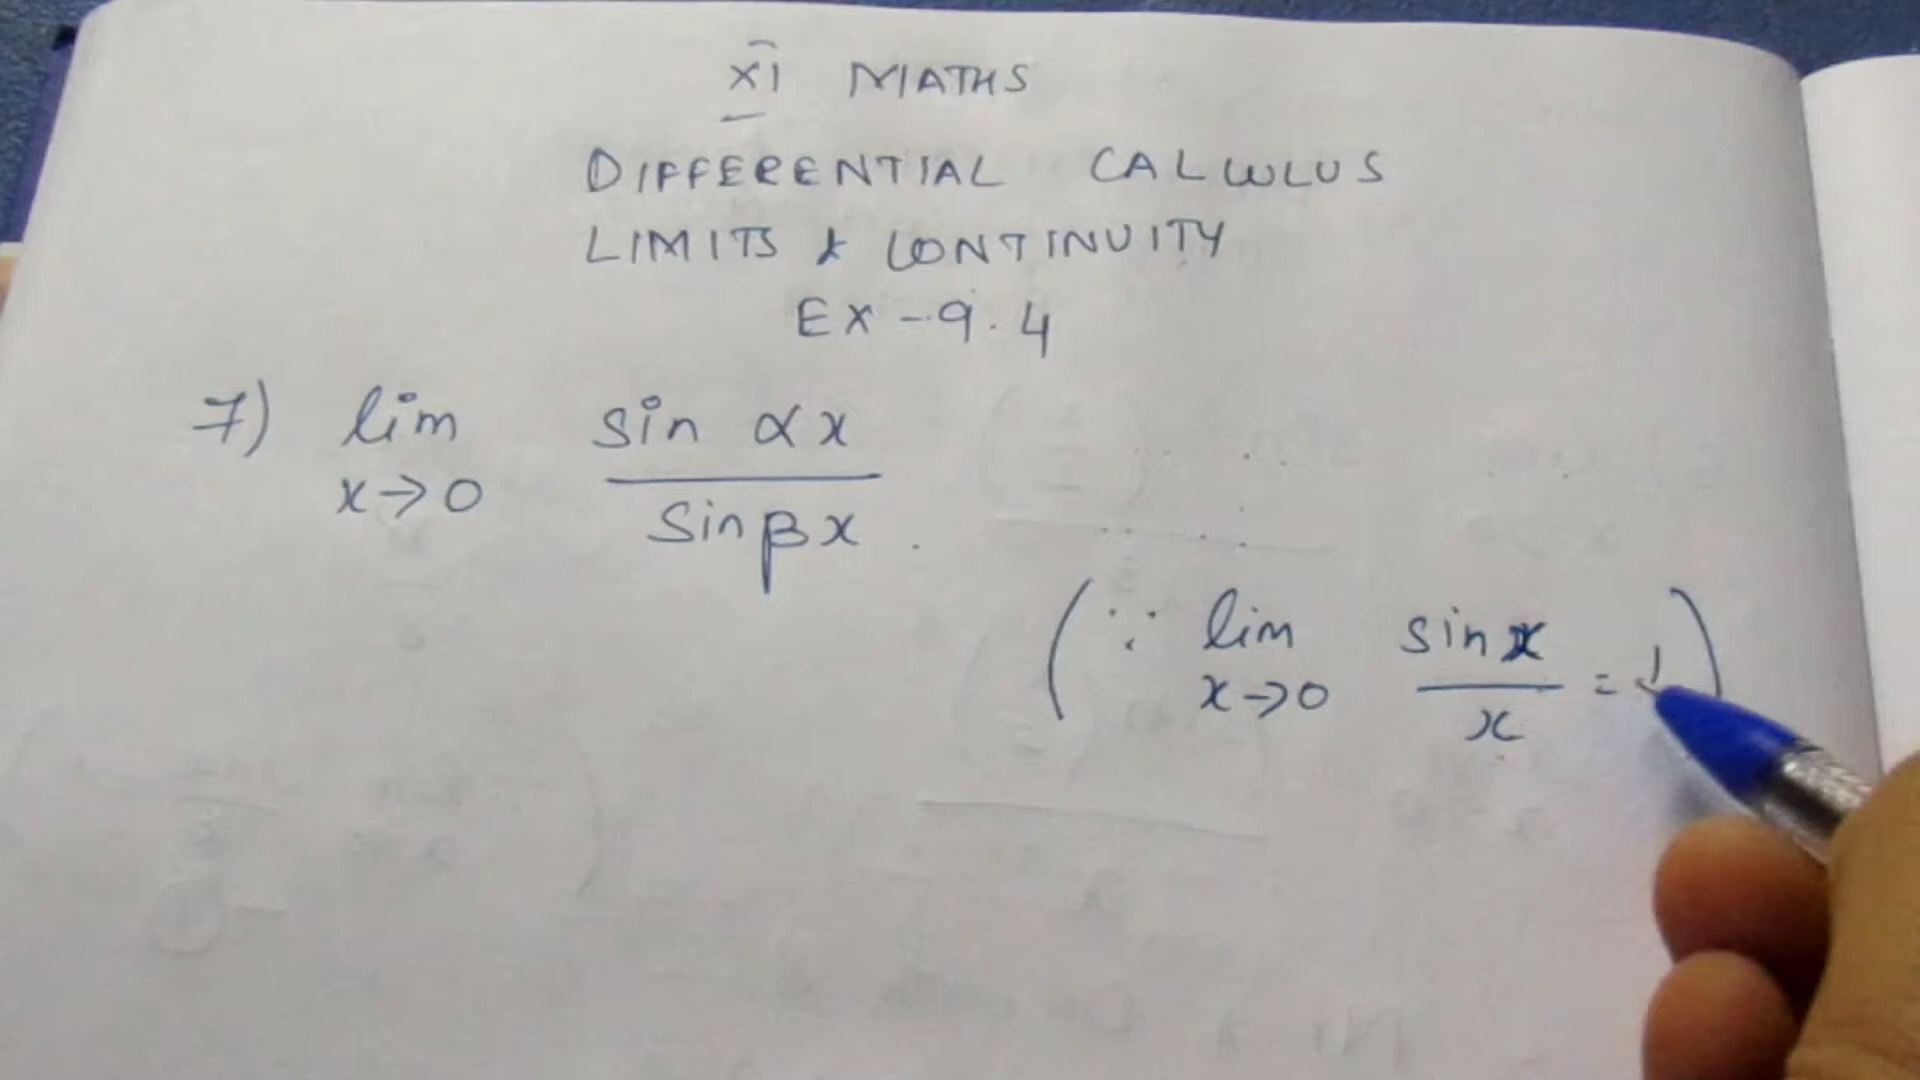 XI MATHS
DIFFERENTIAL CALCULUS
LIMITS & CONTINUITY
EX - 9.4
7) lim x→0 sin αx / sin βx .
(∵ lim x→0 sin x / x = 1)